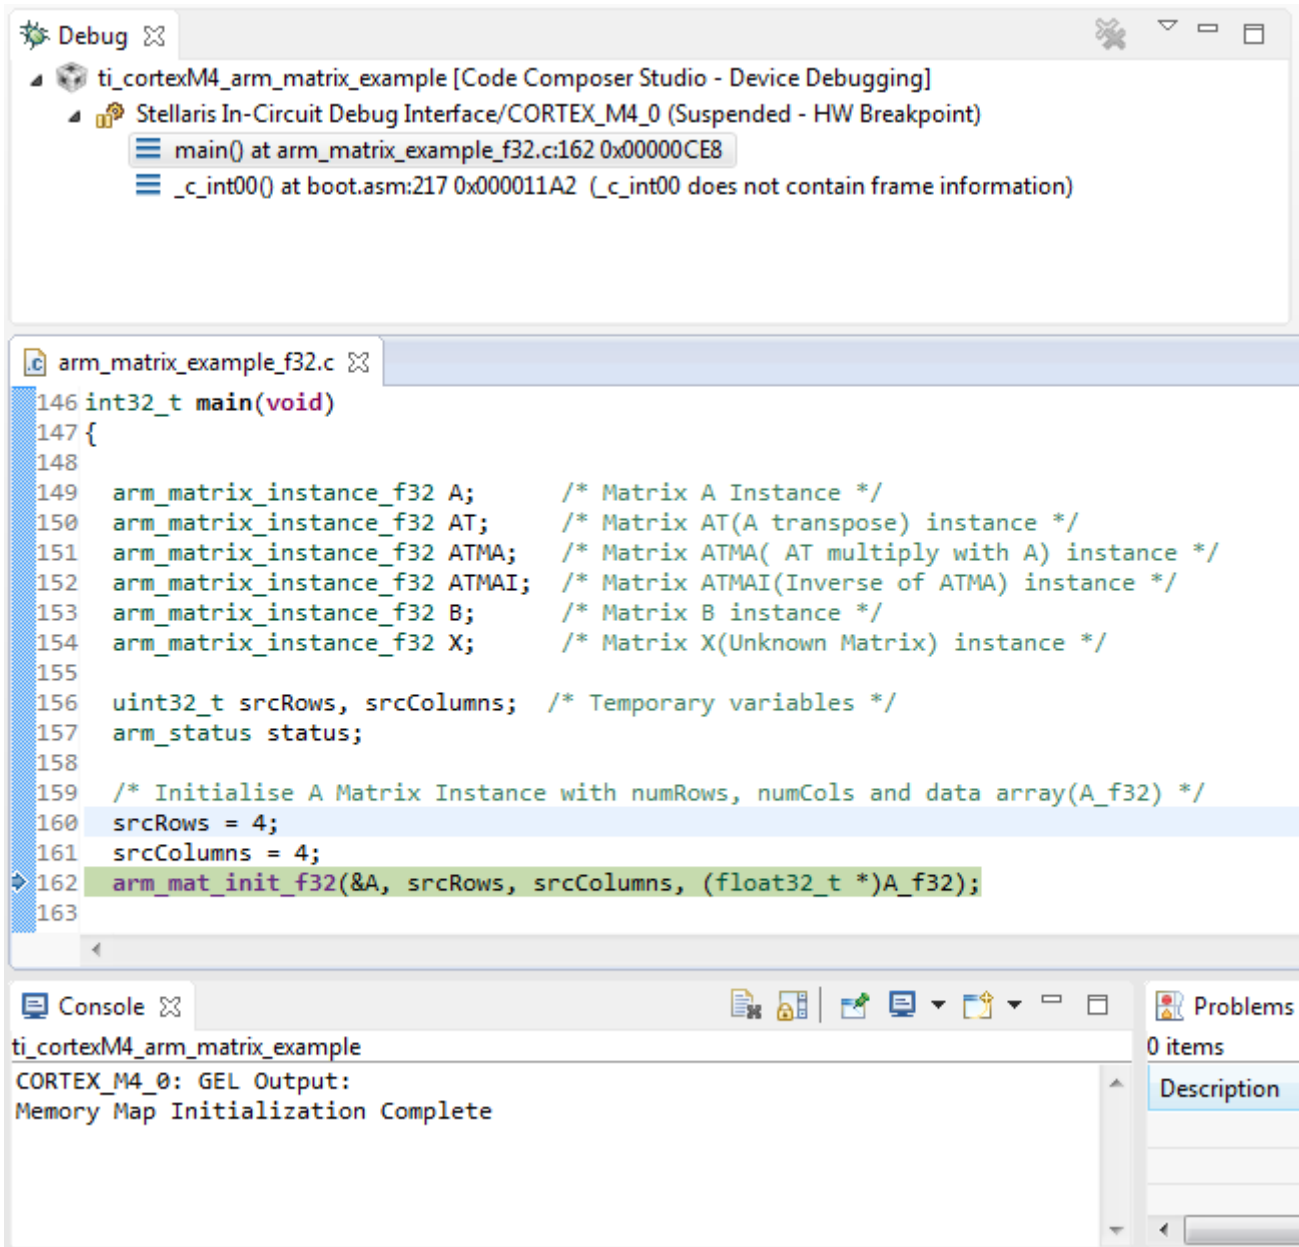 Debug
ti_cortexM4_arm_matrix_example [Code Composer Studio - Device Debugging]
Stellaris In-Circuit Debug Interface/CORTEX_M4_0 (Suspended - HW Breakpoint)
main() at arm_matrix_example_f32.c:162 0x00000CE8
_c_int00() at boot.asm:217 0x000011A2 (_c_int00 does not contain frame information)
arm_matrix_example_f32.c
146 int32_t main(void)
147 {
148
149 arm_matrix_instance_f32 A; /* Matrix A Instance */
150 arm_matrix_instance_f32 AT; /* Matrix AT(A transpose) instance */
151 arm_matrix_instance_f32 ATMA; /* Matrix ATMA( AT multiply with A) instance */
152 arm_matrix_instance_f32 ATMAI; /* Matrix ATMAI(Inverse of ATMA) instance */
153 arm_matrix_instance_f32 B; /* Matrix B instance */
154 arm_matrix_instance_f32 X; /* Matrix X(Unknown Matrix) instance */
155
156 uint32_t srcRows, srcColumns; /* Temporary variables */
157 arm_status status;
158
159 /* Initialise A Matrix Instance with numRows, numCols and data array(A_f32) */
160 srcRows = 4;
161 srcColumns = 4;
162 arm_mat_init_f32(&A, srcRows, srcColumns, (float32_t *)A_f32);
163
Console
ti_cortexM4_arm_matrix_example
CORTEX_M4_0: GEL Output:
Memory Map Initialization Complete
Problems
0 items
Description